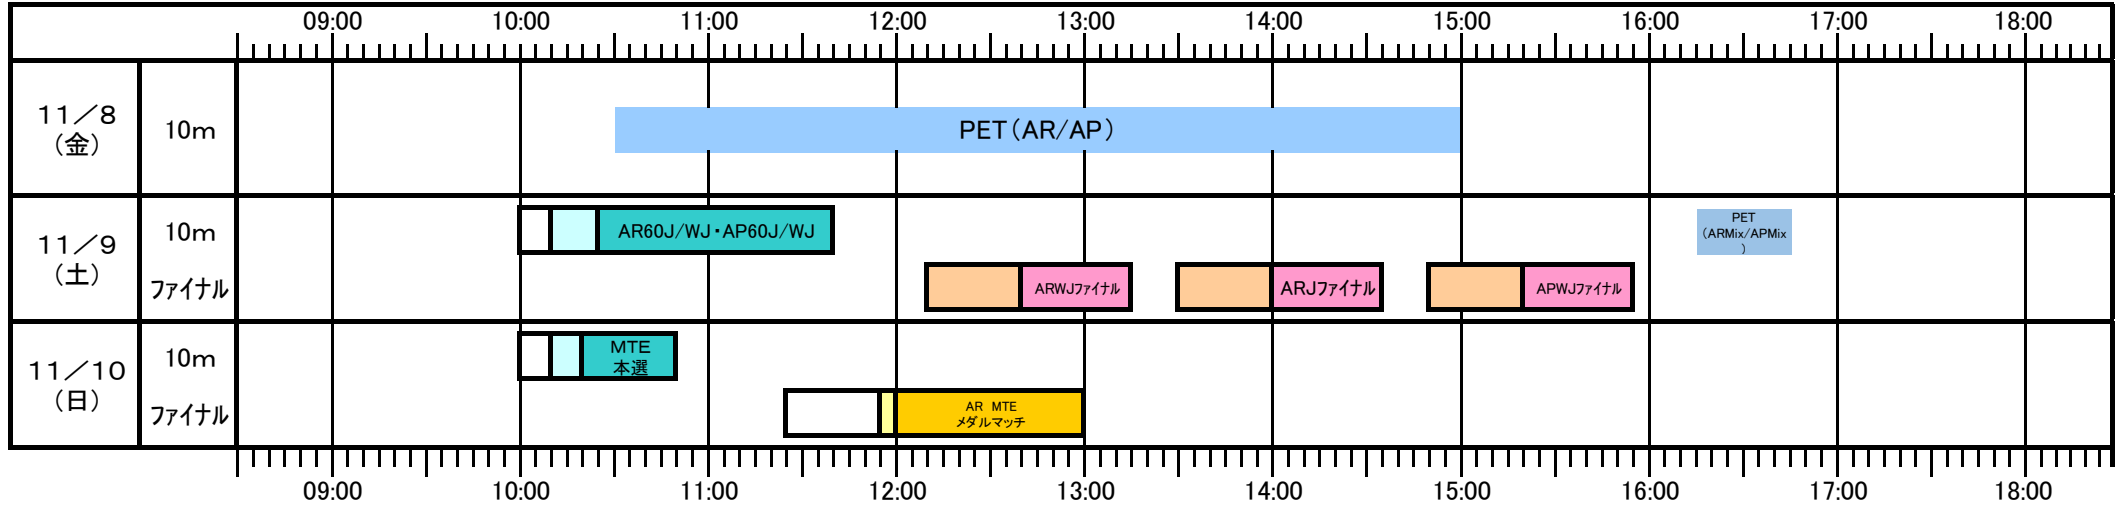 09:00 10:00 11:00 12:00 13:00 14:00 15:00 16:00 17:00 18:00
11／8
（金）
10m
PET（AR/AP）
11／9
（土）
10m
AR60J/WJ・AP60J/WJ
PET
（ARMix/APMix
）
ファイナル
ARWJファイナル
ARJファイナル
APWJファイナル
11／10
（日）
10m
MTE
本選
ファイナル
AR　MTE
メダルマッチ
09:00 10:00 11:00 12:00 13:00 14:00 15:00 16:00 17:00 18:00